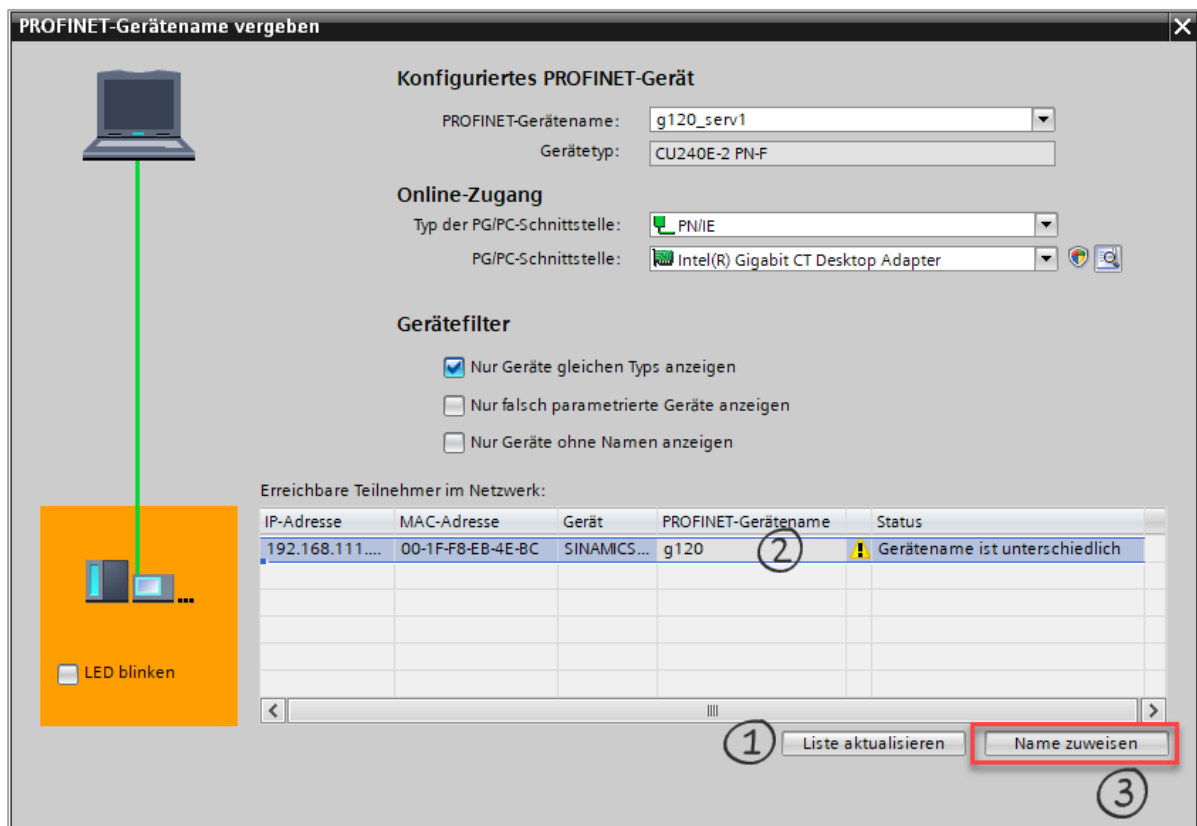 PROFINET-Gerätename vergeben
Konfiguriertes PROFINET-Gerät
PROFINET-Gerätename: g120_serv1
Gerätetyp: CU240E-2 PN-F
Online-Zugang
Typ der PG/PC-Schnittstelle: PN/IE
PG/PC-Schnittstelle: Intel(R) Gigabit CT Desktop Adapter
Gerätefilter
Nur Geräte gleichen Typs anzeigen
Nur falsch parametrierte Geräte anzeigen
Nur Geräte ohne Namen anzeigen
Erreichbare Teilnehmer im Netzwerk:
IP-Adresse MAC-Adresse Gerät PROFINET-Gerätename Status
192.168.111.... 00-1F-F8-EB-4E-BC SINAMICS... g120 2 Gerätename ist unterschiedlich
LED blinken
1 Liste aktualisieren Name zuweisen
3